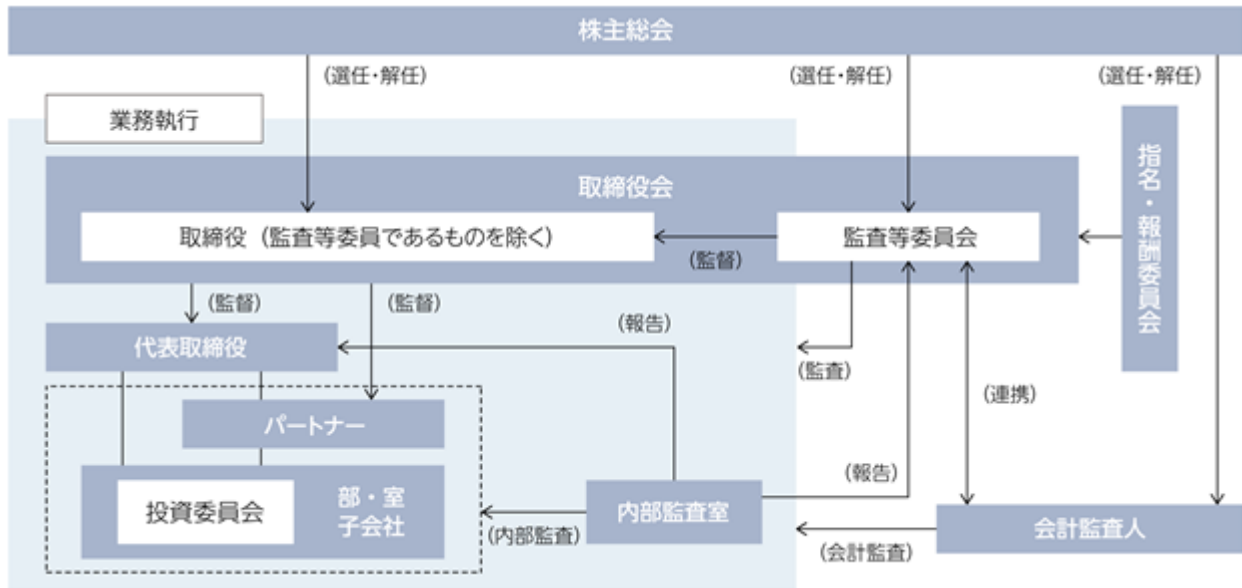 株主総会
(選任・解任)
(選任・解任)
(選任・解任)
業務執行
指名・報酬委員会
取締役会
取締役（監査等委員であるものを除く）
監査等委員会
(監督)
(監督)
(監督)
(報告)
代表取締役
(監査)
(連携)
パートナー
(報告)
投資委員会
部・室
子会社
内部監査室
会計監査人
(内部監査)
(会計監査)